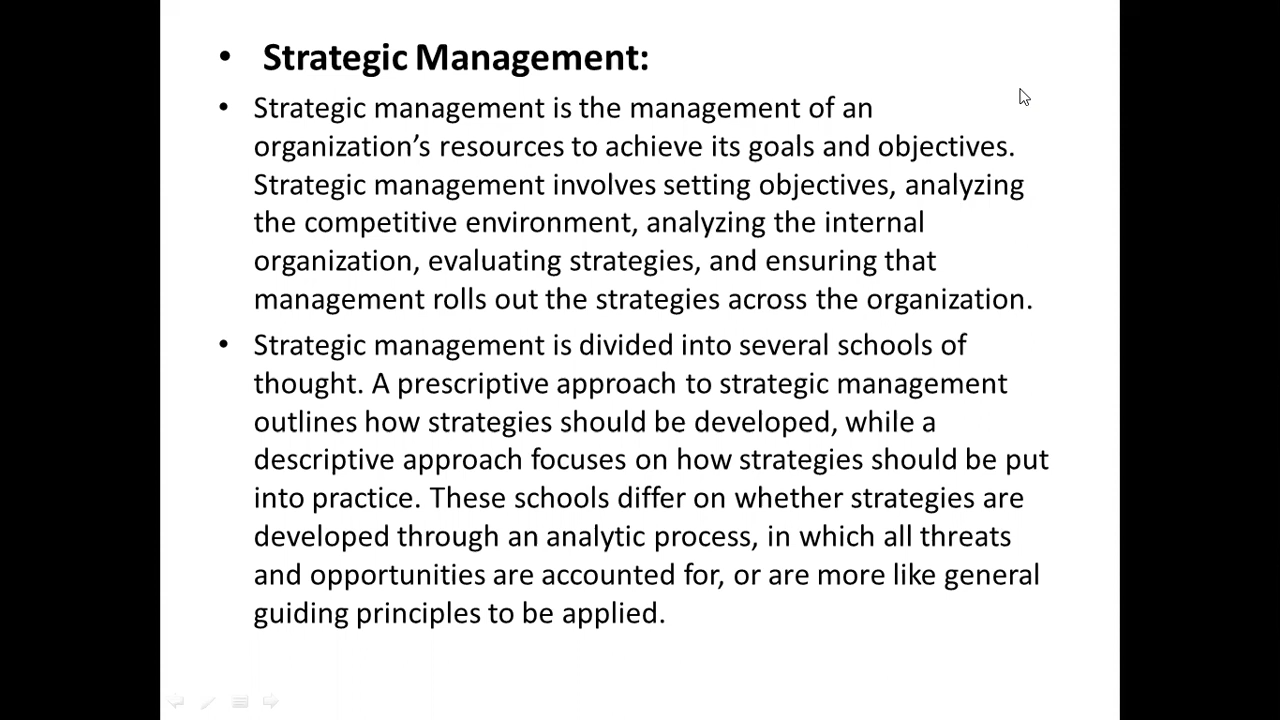 • Strategic Management:
• Strategic management is the management of an
organization’s resources to achieve its goals and objectives.
Strategic management involves setting objectives, analyzing
the competitive environment, analyzing the internal
organization, evaluating strategies, and ensuring that
management rolls out the strategies across the organization.
• Strategic management is divided into several schools of
thought. A prescriptive approach to strategic management
outlines how strategies should be developed, while a
descriptive approach focuses on how strategies should be put
into practice. These schools differ on whether strategies are
developed through an analytic process, in which all threats
and opportunities are accounted for, or are more like general
guiding principles to be applied.